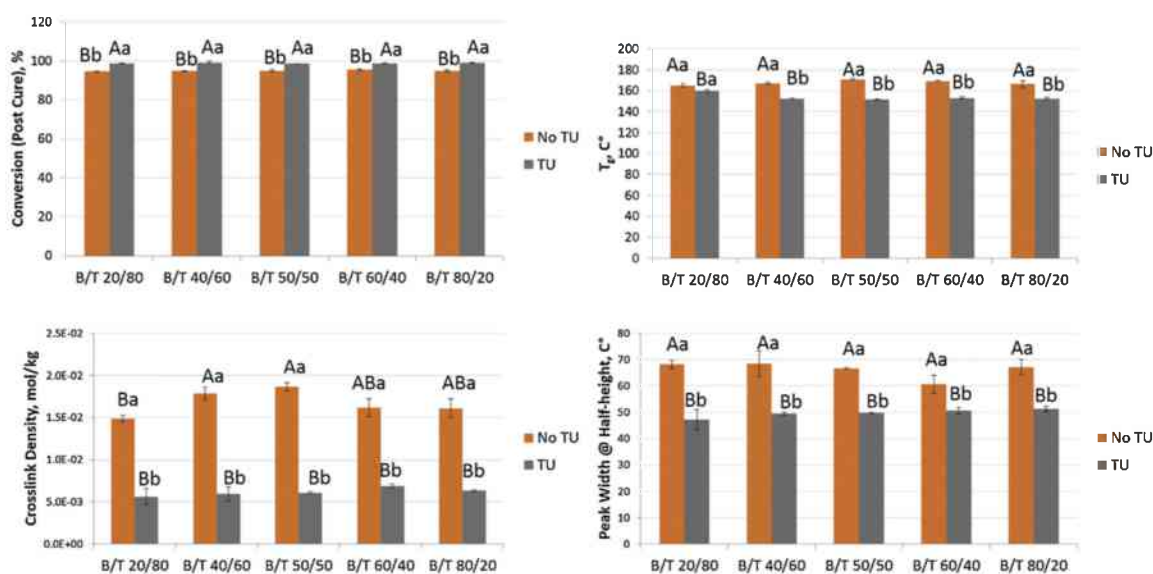 Conversion (Post Cure), %
120
100
80
60
40
20
0
Bb Aa Bb Aa Bb Aa Bb Aa Bb Aa
B/T 20/80 B/T 40/60 B/T 50/50 B/T 60/40 B/T 80/20
No TU
TU
Tg, C°
200
180
160
140
120
100
80
60
40
20
0
Aa Ba Aa Bb Aa Bb Aa Bb Aa Bb
B/T 20/80 B/T 40/60 B/T 50/50 B/T 60/40 B/T 80/20
No TU
TU
Crosslink Density, mol/kg
2.5E-02
2.0E-02
1.5E-02
1.0E-02
5.0E-03
0.0E+00
Ba Bb Aa Bb Aa Bb ABa Bb ABa Bb
B/T 20/80 B/T 40/60 B/T 50/50 B/T 60/40 B/T 80/20
No TU
TU
Peak Width @ Half-height, C°
80
70
60
50
40
30
20
10
0
Aa Bb Aa Bb Aa Bb Aa Bb Aa Bb
B/T 20/80 B/T 40/60 B/T 50/50 B/T 60/40 B/T 80/20
No TU
TU